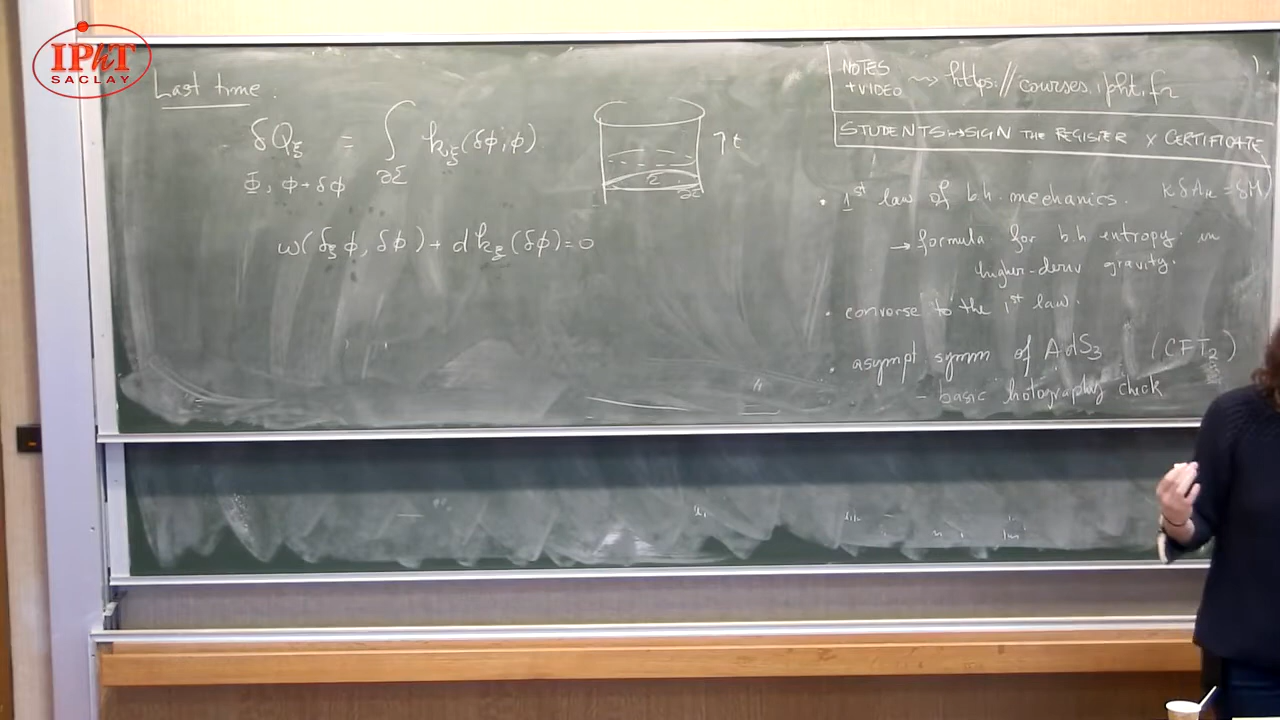 IPhT
SACLAY
Last time.
δQ_ξ = ∫_∂Σ k_ξ(δϕ, ϕ)
Φ, ϕ+δϕ
Σ
∂Σ
↑t
ω(δ_ξ ϕ, δϕ) + d k_ξ(δϕ) = 0
NOTES
+ VIDEO ⇝ https://courses.ipht.fr
STUDENTS → SIGN THE REGISTER × CERTIFICATE
• 1st law of b.h. mechanics. κ δA_H = δM
→ formula for b.h. entropy in
higher-deriv gravity.
• converse to the 1st law.
• asympt symm of AdS₃ (CFT₂)
- basic holography check